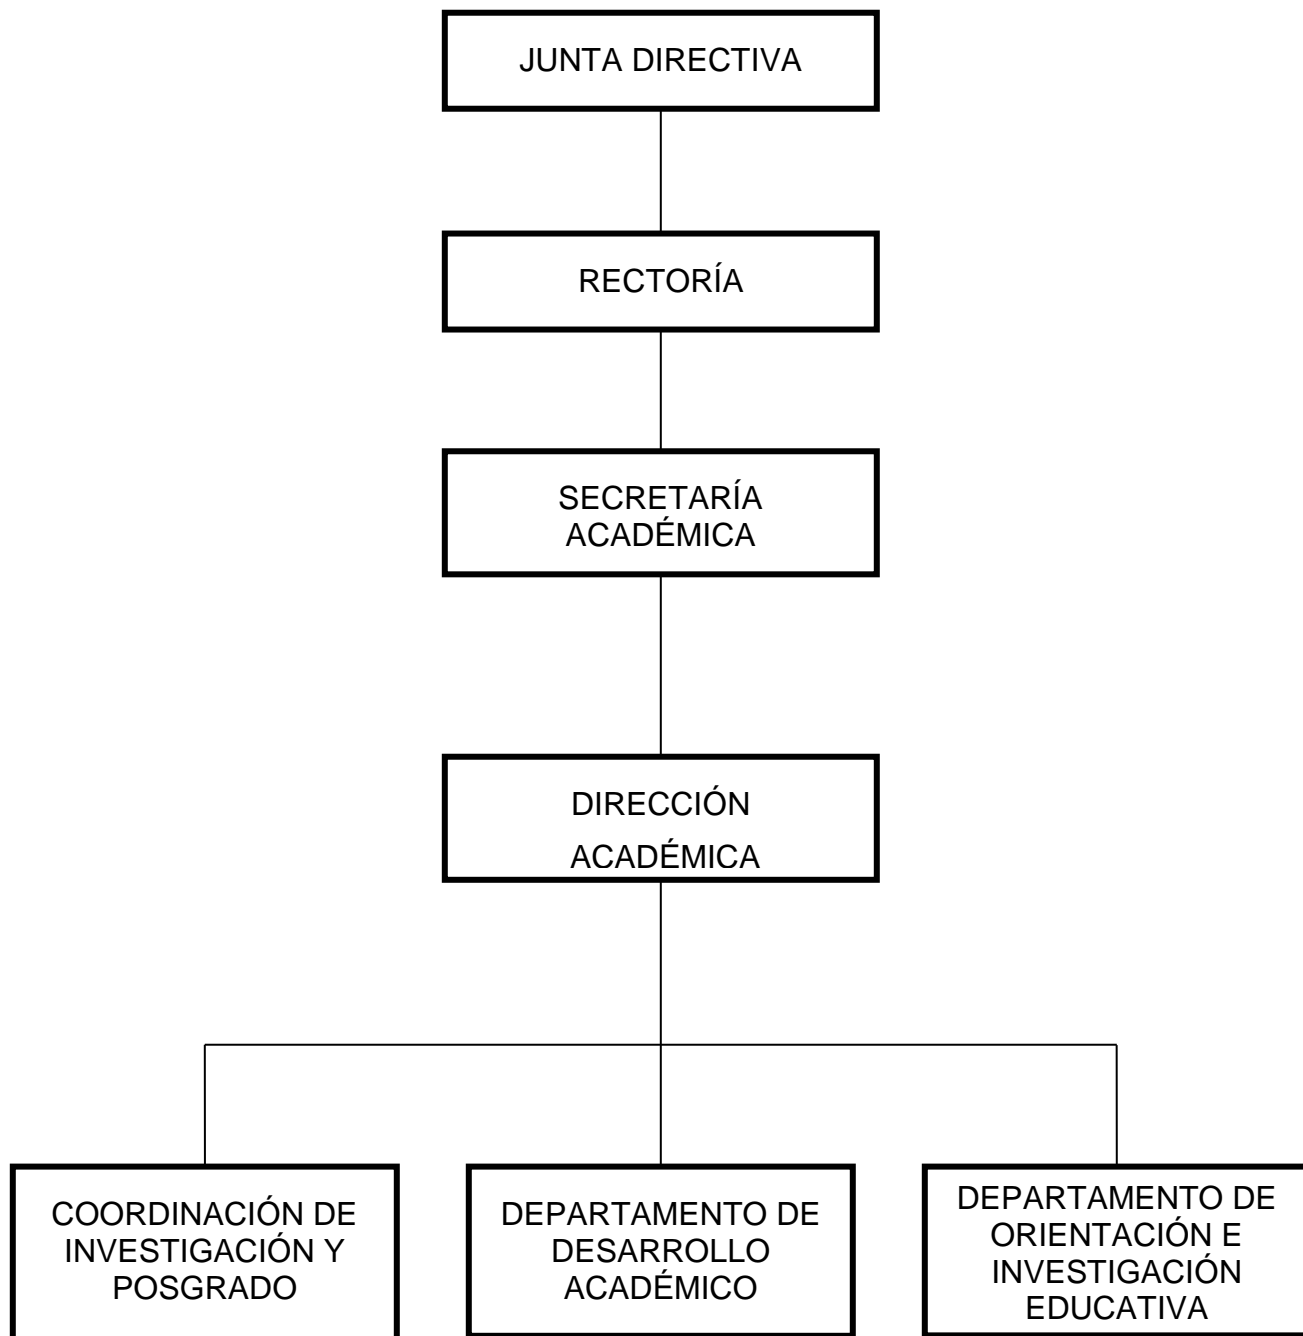 JUNTA DIRECTIVA
RECTORÍA
SECRETARÍA
ACADÉMICA
DIRECCIÓN
ACADÉMICA
COORDINACIÓN DE
INVESTIGACIÓN Y
POSGRADO
DEPARTAMENTO DE
DESARROLLO
ACADÉMICO
DEPARTAMENTO DE
ORIENTACIÓN E
INVESTIGACIÓN
EDUCATIVA